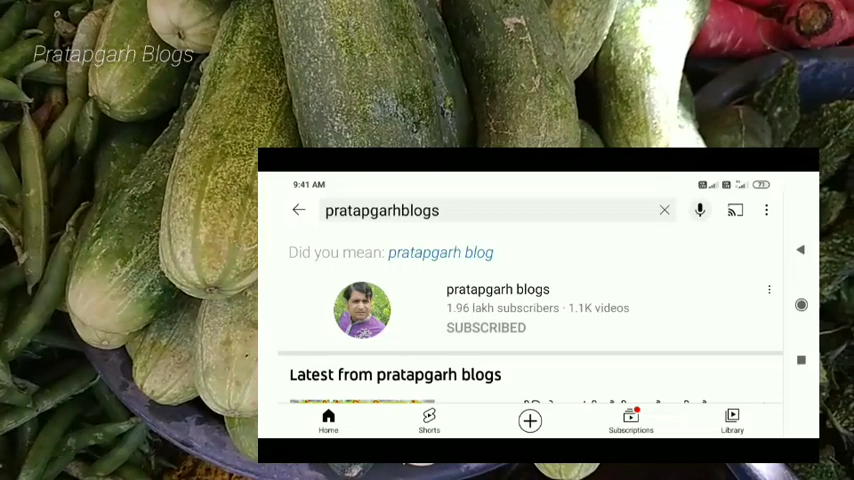 Pratapgarh Blogs
9:41 AM
73
pratapgarhblogs
Did you mean: pratapgarh blog
pratapgarh blogs
1.96 lakh subscribers · 1.1K videos
SUBSCRIBED
Latest from pratapgarh blogs
Home
Shorts
Subscriptions
Library